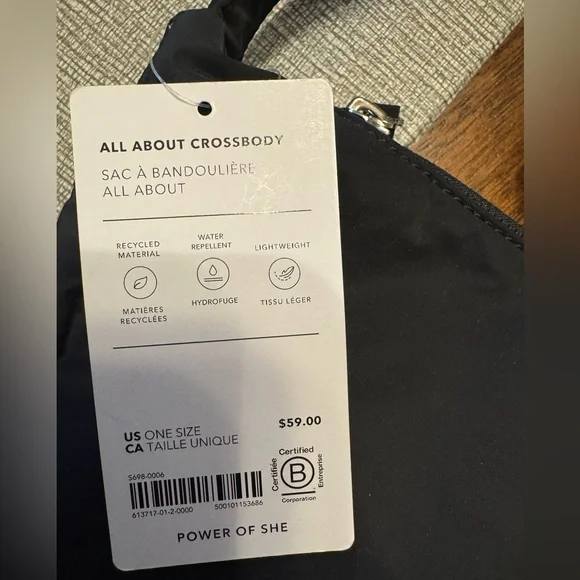 ALL ABOUT CROSSBODY
SAC À BANDOULIÈRE
ALL ABOUT
RECYCLED
MATERIAL
MATIÈRES
RECYCLÉES
WATER
REPELLENT
HYDROFUGE
LIGHTWEIGHT
TISSU LÉGER
$59.00
US ONE SIZE
CA TAILLE UNIQUE
S698-0006
613717-01-2-0000 500101153686
Certified
Certifiée
B
Entreprise
Corporation
POWER OF SHE